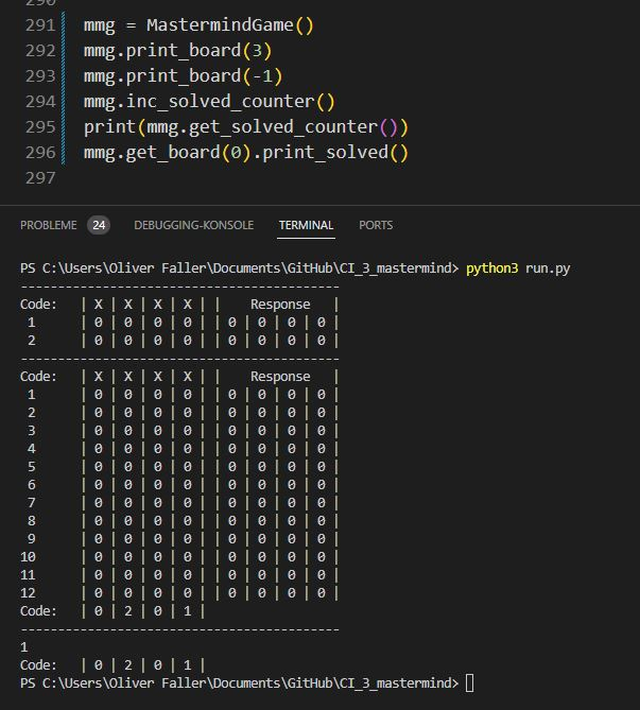 290
291 mmg = MastermindGame()
292 mmg.print_board(3)
293 mmg.print_board(-1)
294 mmg.inc_solved_counter()
295 print(mmg.get_solved_counter())
296 mmg.get_board(0).print_solved()
297
PROBLEME 24 DEBUGGING-KONSOLE TERMINAL PORTS
PS C:\Users\Oliver Faller\Documents\GitHub\CI_3_mastermind> python3 run.py
-------------------------------------------
Code:   | X | X | X | X | |    Response   |
 1      | 0 | 0 | 0 | 0 | | 0 | 0 | 0 | 0 |
 2      | 0 | 0 | 0 | 0 | | 0 | 0 | 0 | 0 |
-------------------------------------------
Code:   | X | X | X | X | |    Response   |
 1      | 0 | 0 | 0 | 0 | | 0 | 0 | 0 | 0 |
 2      | 0 | 0 | 0 | 0 | | 0 | 0 | 0 | 0 |
 3      | 0 | 0 | 0 | 0 | | 0 | 0 | 0 | 0 |
 4      | 0 | 0 | 0 | 0 | | 0 | 0 | 0 | 0 |
 5      | 0 | 0 | 0 | 0 | | 0 | 0 | 0 | 0 |
 6      | 0 | 0 | 0 | 0 | | 0 | 0 | 0 | 0 |
 7      | 0 | 0 | 0 | 0 | | 0 | 0 | 0 | 0 |
 8      | 0 | 0 | 0 | 0 | | 0 | 0 | 0 | 0 |
 9      | 0 | 0 | 0 | 0 | | 0 | 0 | 0 | 0 |
10      | 0 | 0 | 0 | 0 | | 0 | 0 | 0 | 0 |
11      | 0 | 0 | 0 | 0 | | 0 | 0 | 0 | 0 |
12      | 0 | 0 | 0 | 0 | | 0 | 0 | 0 | 0 |
Code:   | 0 | 2 | 0 | 1 |
-------------------------------------------
1
Code:   | 0 | 2 | 0 | 1 |
PS C:\Users\Oliver Faller\Documents\GitHub\CI_3_mastermind>